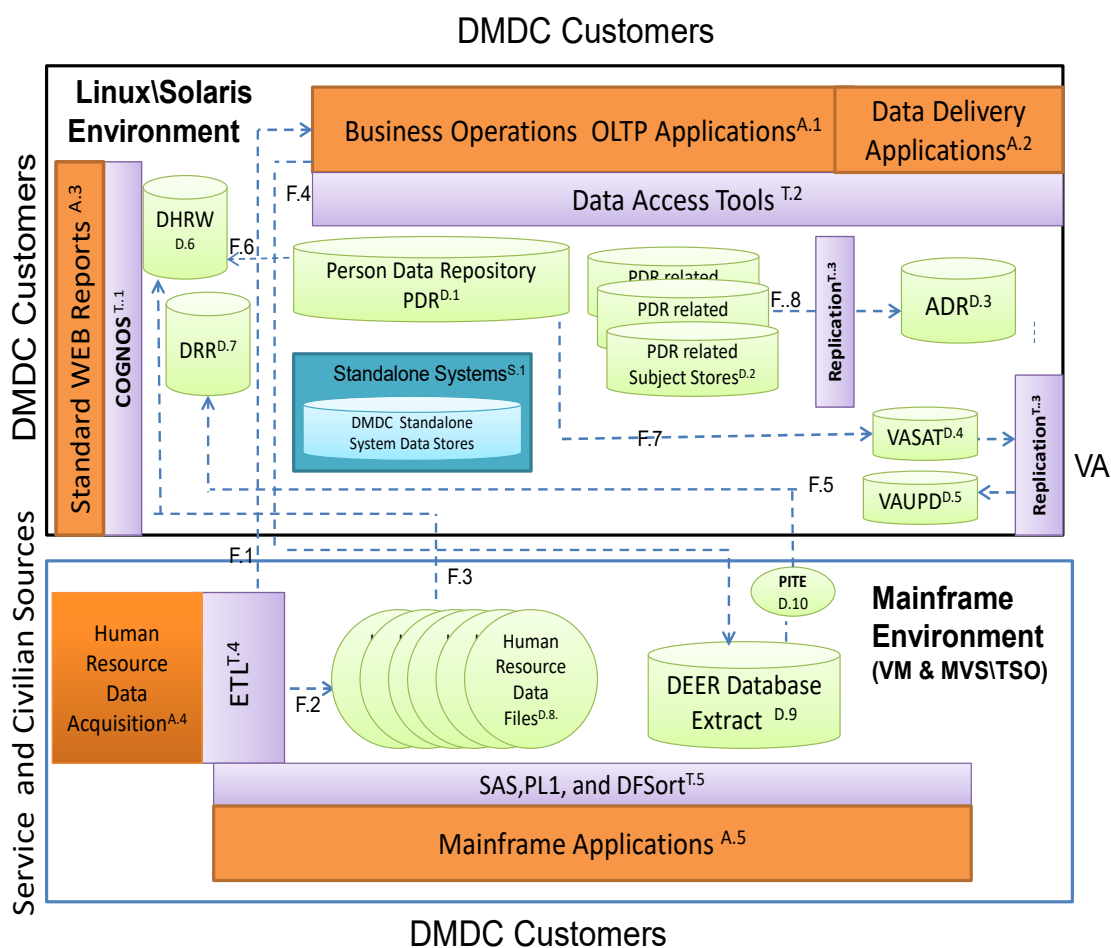 DMDC Customers
Linux\Solaris
Environment
Business Operations OLTP Applications A.1
Data Delivery
Applications A.2
Data Access Tools T.2
F.4
DMDC Customers
Standard WEB Reports A.3
COGNOS T..1
DHRW
D.6
F.6
DRR D.7
Person Data Repository
PDR D.1
PDR related
PDR related
PDR related
Subject Stores D.2
F..8
Replication T..3
ADR D.3
Standalone Systems S.1
DMDC Standalone
System Data Stores
F.7
VASAT D.4
VAUPD D.5
Replication T..3
VA
F.5
F.1
F.3
Service and Civilian Sources
Human
Resource
Data
Acquisition A.4
ETL T.4
F.2
Human
Resource
Data
Files D.8.
PITE
D.10
DEER Database
Extract D.9
Mainframe
Environment
(VM & MVS\TSO)
SAS,PL1, and DFSort T.5
Mainframe Applications A.5
DMDC Customers